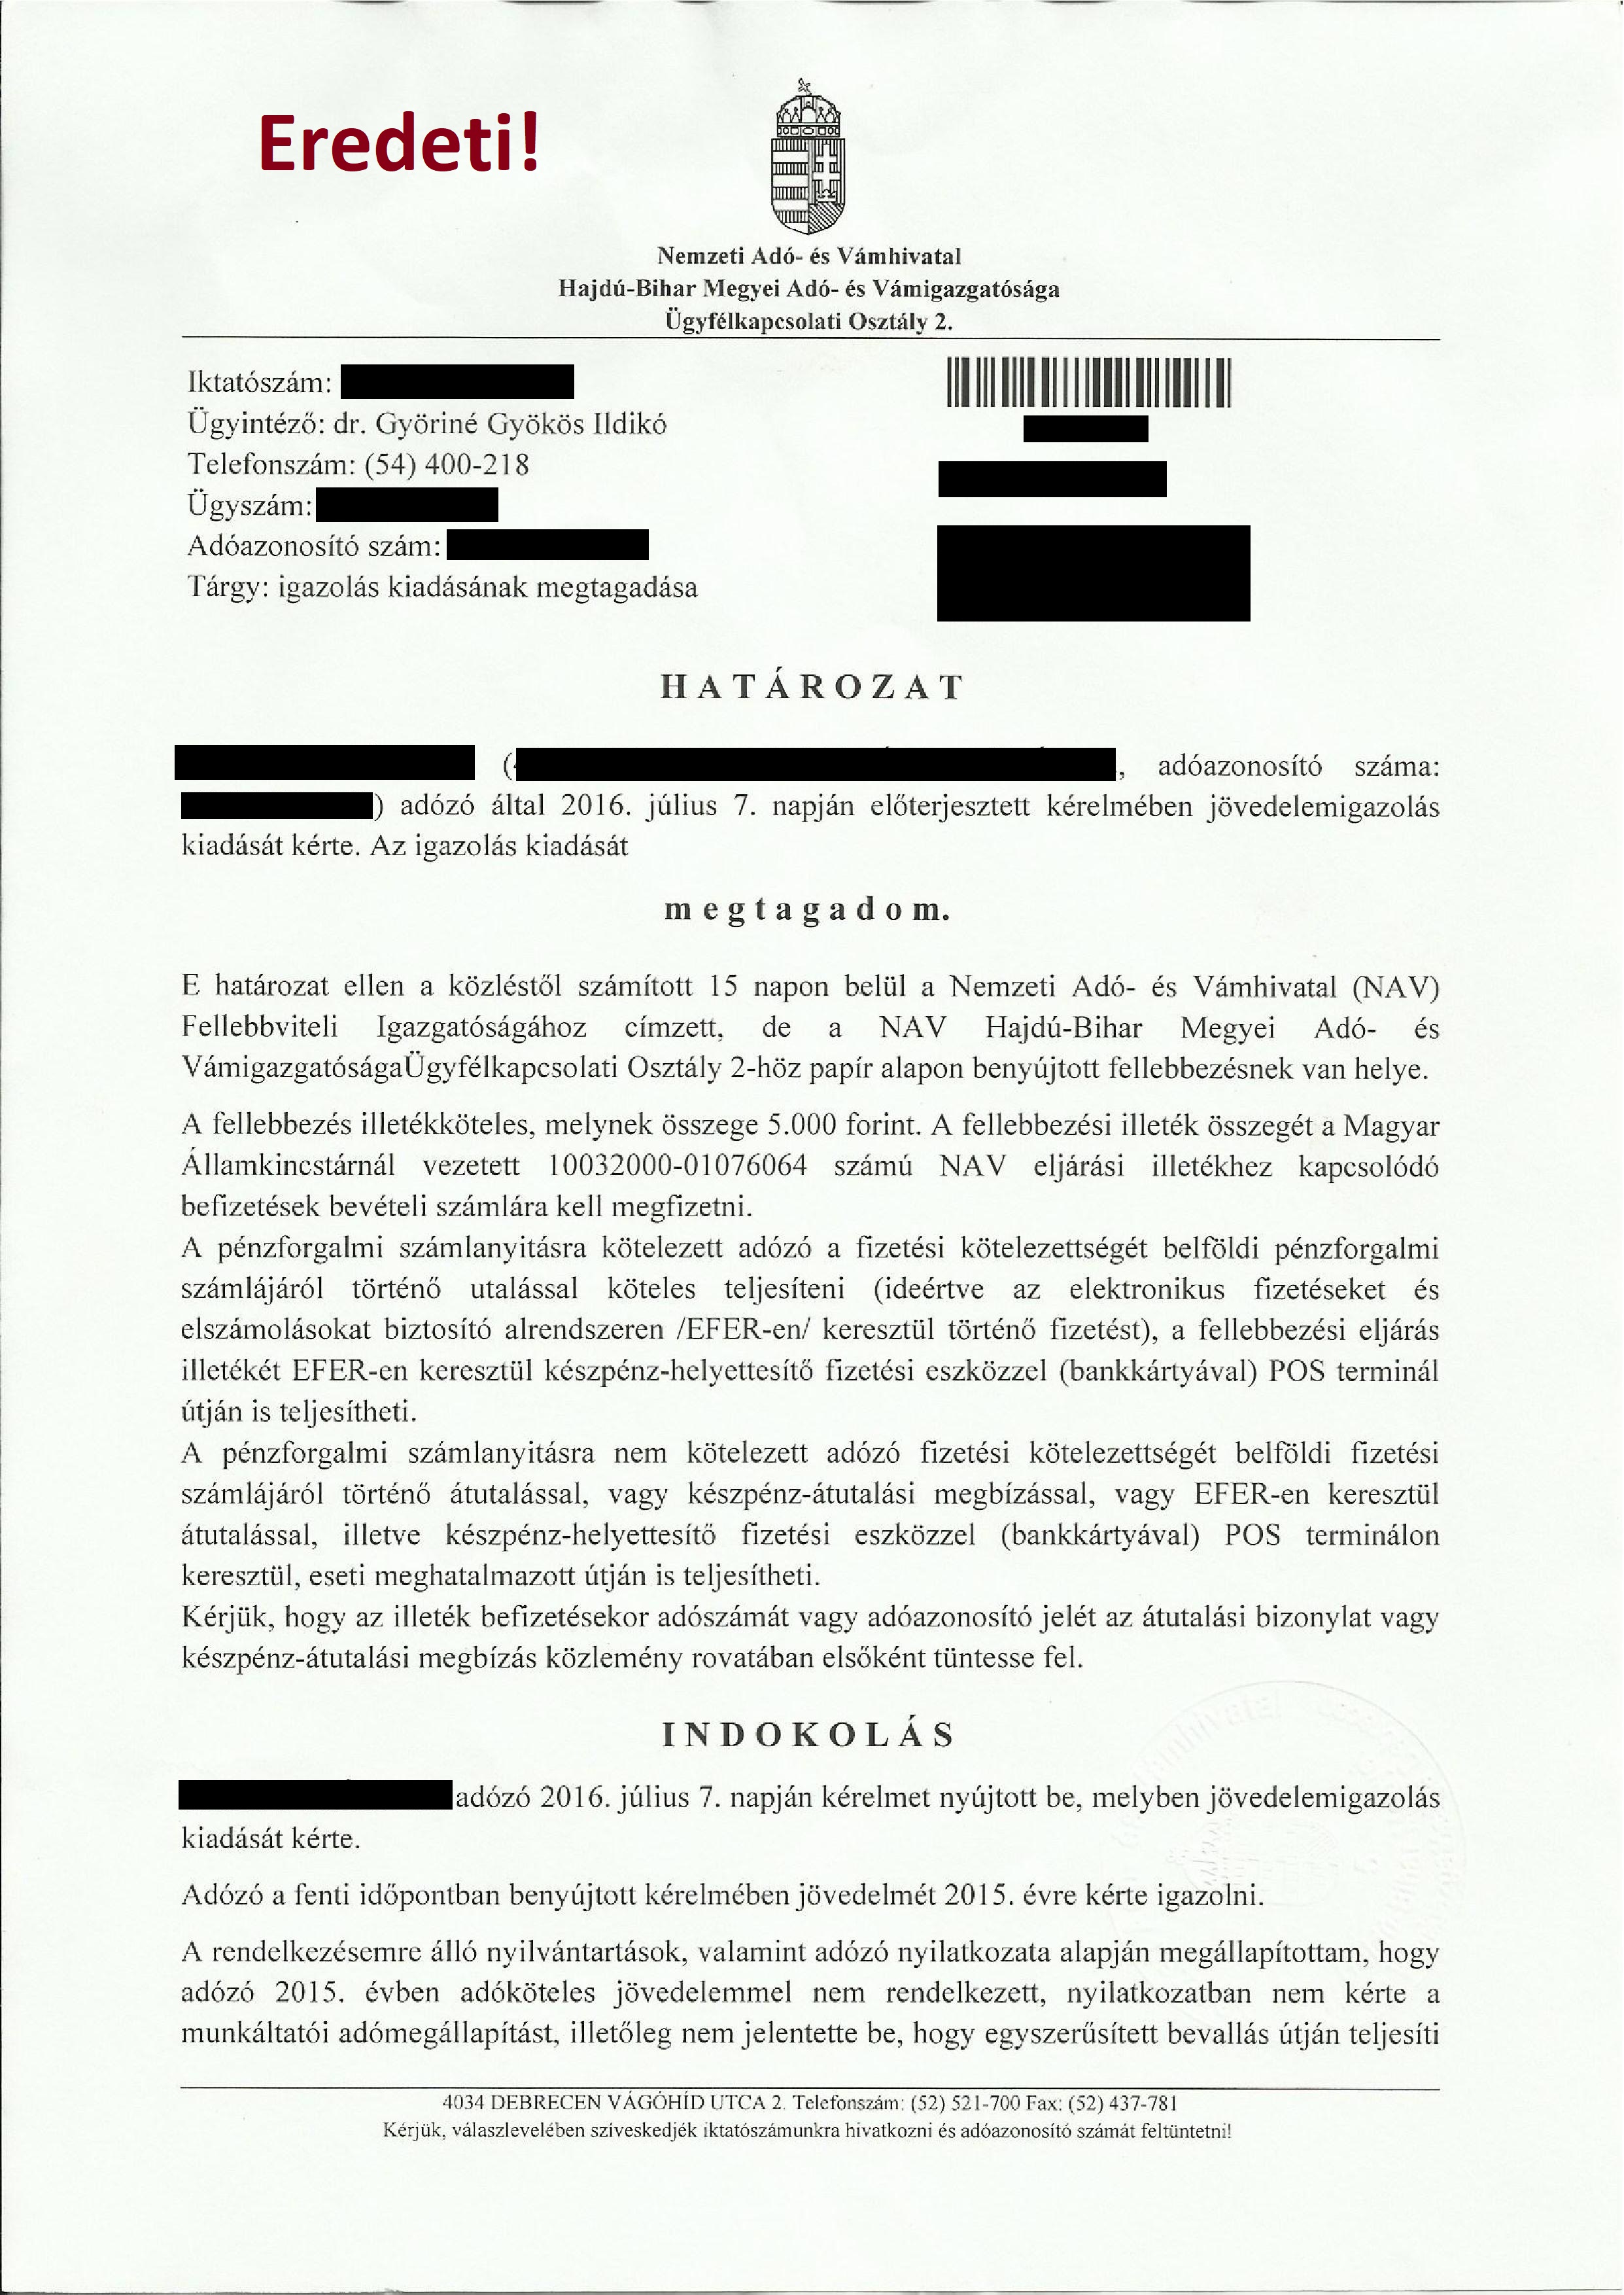 Eredeti!
Nemzeti Adó- és Vámhivatal
Hajdú-Bihar Megyei Adó- és Vámigazgatósága
Ügyfélkapcsolati Osztály 2.
Iktatószám:
Ügyintéző: dr. Györiné Gyökös Ildikó
Telefonszám: (54) 400-218
Ügyszám:
Adóazonosító szám:
Tárgy: igazolás kiadásának megtagadása
HATÁROZAT
(, adóazonosító száma:
) adózó által 2016. július 7. napján előterjesztett kérelmében jövedelemigazolás
kiadását kérte. Az igazolás kiadását
megtagadom.
E határozat ellen a közléstől számított 15 napon belül a Nemzeti Adó- és Vámhivatal (NAV)
Fellebbviteli Igazgatóságához címzett, de a NAV Hajdú-Bihar Megyei Adó- és
VámigazgatóságaÜgyfélkapcsolati Osztály 2-höz papír alapon benyújtott fellebbezésnek van helye.
A fellebbezés illetékköteles, melynek összege 5.000 forint. A fellebbezési illeték összegét a Magyar
Államkincstárnál vezetett 10032000-01076064 számú NAV eljárási illetékhez kapcsolódó
befizetések bevételi számlára kell megfizetni.
A pénzforgalmi számlanyitásra kötelezett adózó a fizetési kötelezettségét belföldi pénzforgalmi
számlájáról történő utalással köteles teljesíteni (ideértve az elektronikus fizetéseket és
elszámolásokat biztosító alrendszeren /EFER-en/ keresztül történő fizetést), a fellebbezési eljárás
illetékét EFER-en keresztül készpénz-helyettesítő fizetési eszközzel (bankkártyával) POS terminál
útján is teljesítheti.
A pénzforgalmi számlanyitásra nem kötelezett adózó fizetési kötelezettségét belföldi fizetési
számlájáról történő átutalással, vagy készpénz-átutalási megbízással, vagy EFER-en keresztül
átutalással, illetve készpénz-helyettesítő fizetési eszközzel (bankkártyával) POS terminálon
keresztül, eseti meghatalmazott útján is teljesítheti.
Kérjük, hogy az illeték befizetésekor adószámát vagy adóazonosító jelét az átutalási bizonylat vagy
készpénz-átutalási megbízás közlemény rovatában elsőként tüntesse fel.
INDOKOLÁS
adózó 2016. július 7. napján kérelmet nyújtott be, melyben jövedelemigazolás
kiadását kérte.
Adózó a fenti időpontban benyújtott kérelmében jövedelmét 2015. évre kérte igazolni.
A rendelkezésemre álló nyilvántartások, valamint adózó nyilatkozata alapján megállapítottam, hogy
adózó 2015. évben adóköteles jövedelemmel nem rendelkezett, nyilatkozatban nem kérte a
munkáltatói adómegállapítást, illetőleg nem jelentette be, hogy egyszerűsített bevallás útján teljesíti
4034 DEBRECEN VÁGÓHÍD UTCA 2. Telefonszám: (52) 521-700 Fax: (52) 437-781
Kérjük, válaszlevelében szíveskedjék iktatószámunkra hivatkozni és adóazonosító számát feltüntetni!